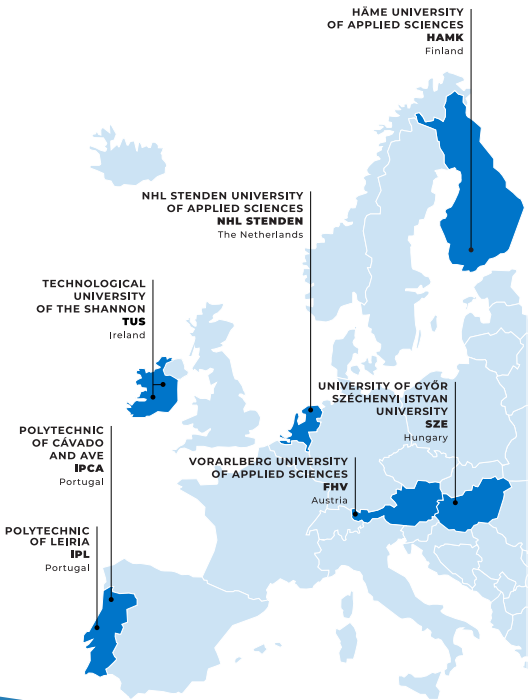 HÄME UNIVERSITY
OF APPLIED SCIENCES
HAMK
Finland
NHL STENDEN UNIVERSITY
OF APPLIED SCIENCES
NHL STENDEN
The Netherlands
TECHNOLOGICAL
UNIVERSITY
OF THE SHANNON
TUS
Ireland
UNIVERSITY OF GYŐR
SZÉCHENYI ISTVAN
UNIVERSITY
SZE
Hungary
POLYTECHNIC
OF CÁVADO
AND AVE
IPCA
Portugal
VORARLBERG UNIVERSITY
OF APPLIED SCIENCES
FHV
Austria
POLYTECHNIC
OF LEIRIA
IPL
Portugal